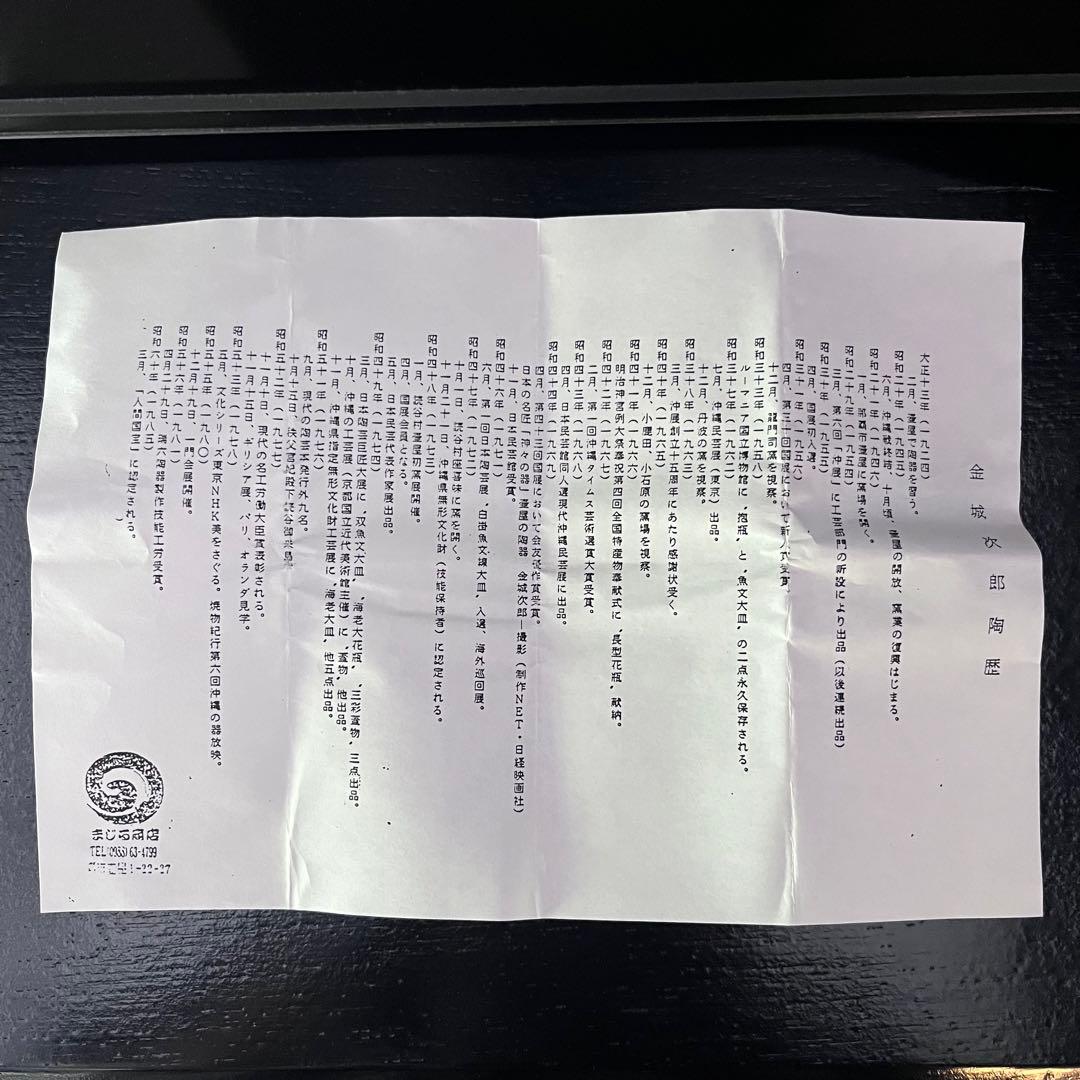 金城次郎陶歴
大正十三年(一九二四)
二月、壷屋で陶器を習う。
昭和二十年(一九四五)
六月、沖縄戦終結、十月頃、壷屋の開放、窯業の復興はじまる。
昭和二十一年(一九四六)
一月、那覇市壷屋に窯場を開く。
昭和二十九年(一九五四)
三月、第六回「沖展」に工芸部門の新設により出品(以後連続出品)
昭和三十年(一九五五)
四月、国展初入選。
昭和三十一年(一九五六)
四月、第三十回国展において新人賞受賞。
十二月、龍門司窯を視察。
昭和三十三年(一九五八)
ルーマニア国立博物館に〝抱瓶〟と〝魚文大皿〟の二点永久保存される。
昭和三十七年(一九六二)
七月、沖縄民芸展(東京)出品。
十二月、丹波の窯を視察。
昭和三十八年(一九六三)
三月、沖展創立十五周年にあたり感謝状受く。
昭和四十年(一九六五)
十二月、小鹿田、小石原の窯場を視察。
昭和四十一年(一九六六)
明治神宮例大祭奉祝第四回全国特産物奉献式に〝長型花瓶〟献納。
昭和四十二年(一九六七)
二月、第一回沖縄タイムス芸術選賞大賞受賞。
昭和四十三年(一九六八)
四月、日本民芸館同人選現代沖縄民芸展に出品。
昭和四十四年(一九六九)
四月、第四十三回国展において会友優作賞受賞。
日本の名匠「神々の器」壷屋の陶器 金城次郎―撮影(制作NET・日経映画社)
十一月、日本民芸館賞受賞。
昭和四十六年(一九七一)
六月、第一回日本陶芸展、〝白掛魚文線大皿〟入選、海外巡回展。
昭和四十七年(一九七二)
十月一日、読谷村座喜味に窯を開く。
十一月二十一日、沖縄県無形文化財(技能保持者)に認定される。
昭和四十八年(一九七三)
一月、読谷村壷屋初窯展開催。
四月、国展会員となる。
五月、日本民芸代表作家展出品。
昭和四十九年(一九七四)
三月、日本陶芸巨匠大展に、〝双魚文大皿〟〝海老大花瓶〟〝三彩壷物〟三点出品。
十月、沖縄の工芸展(京都国立近代美術館主催)に〝壷物〟他出品。
十一月、沖縄県指定無形文化財工芸展に〝海老大皿〟他五点出品。
昭和五十一年(一九七六)
九月、現代の陶芸本発行外九名。
十月十五日、秩父宮妃殿下読谷御来島
昭和五十二年(一九七七)
十一月十日、現代の名工労働大臣賞表彰される。
十一月十五日、ギリシア展、パリ、オランダ見学。
昭和五十三年(一九七八)
五月、文化シリーズ東京NHK美をさぐる。焼物紀行第六回沖縄の器放映。
昭和五十五年(一九八〇)
十二月十九日、一門会展開催。
昭和五十六年(一九八一)
四月二十九日、勲六陶器製作技能工労受賞。
昭和六十年(一九八五)
三月、「人間国宝」に認定される。
まじる商店
TEL(0988)63-4799
1-22-27